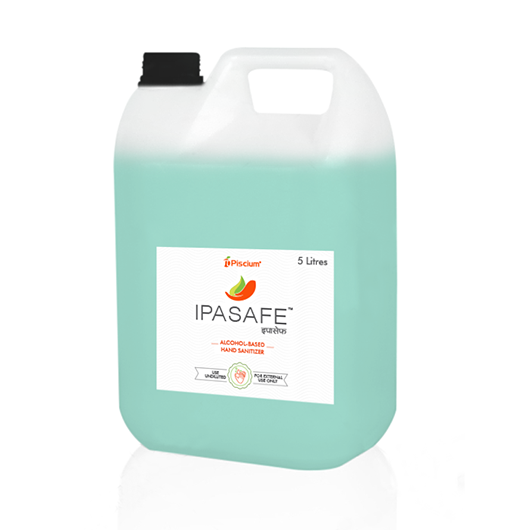 Piscium®
5 Litres
IPASAFE™
इपासेफ
ALCOHOL-BASED
HAND SANITIZER
USE
UNDILUTED
FOR EXTERNAL
USE ONLY